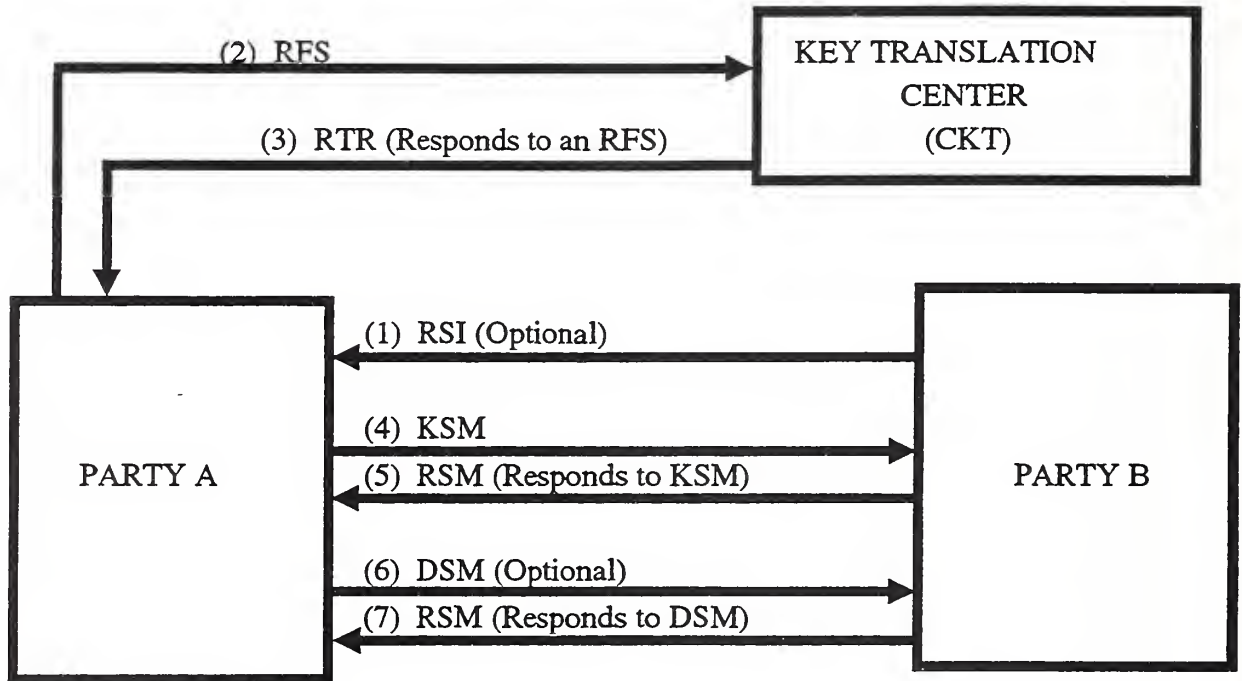 (2) RFS
KEY TRANSLATION
CENTER
(CKT)
(3) RTR (Responds to an RFS)
(1) RSI (Optional)
(4) KSM
PARTY A
(5) RSM (Responds to KSM)
PARTY B
(6) DSM (Optional)
(7) RSM (Responds to DSM)